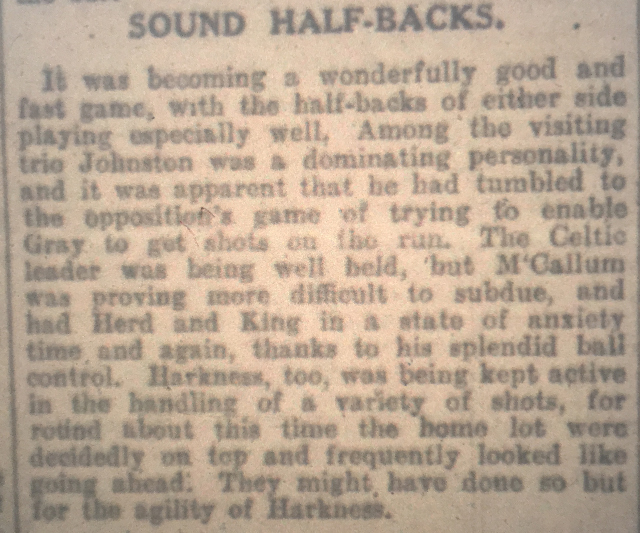 SOUND HALF-BACKS.
It was becoming a wonderfully good and
fast game, with the half-backs of either side
playing especially well. Among the visiting
trio Johnston was a dominating personality,
and it was apparent that he had tumbled to
the opposition's game of trying to enable
Gray to get shots on the run. The Celtic
leader was being well held, but M'Callum
was proving more difficult to subdue, and
had Herd and King in a state of anxiety
time and again, thanks to his splendid ball
control. Harkness, too, was being kept active
in the handling of a variety of shots, for
round about this time the home lot were
decidedly on top and frequently looked like
going ahead. They might have done so but
for the agility of Harkness.